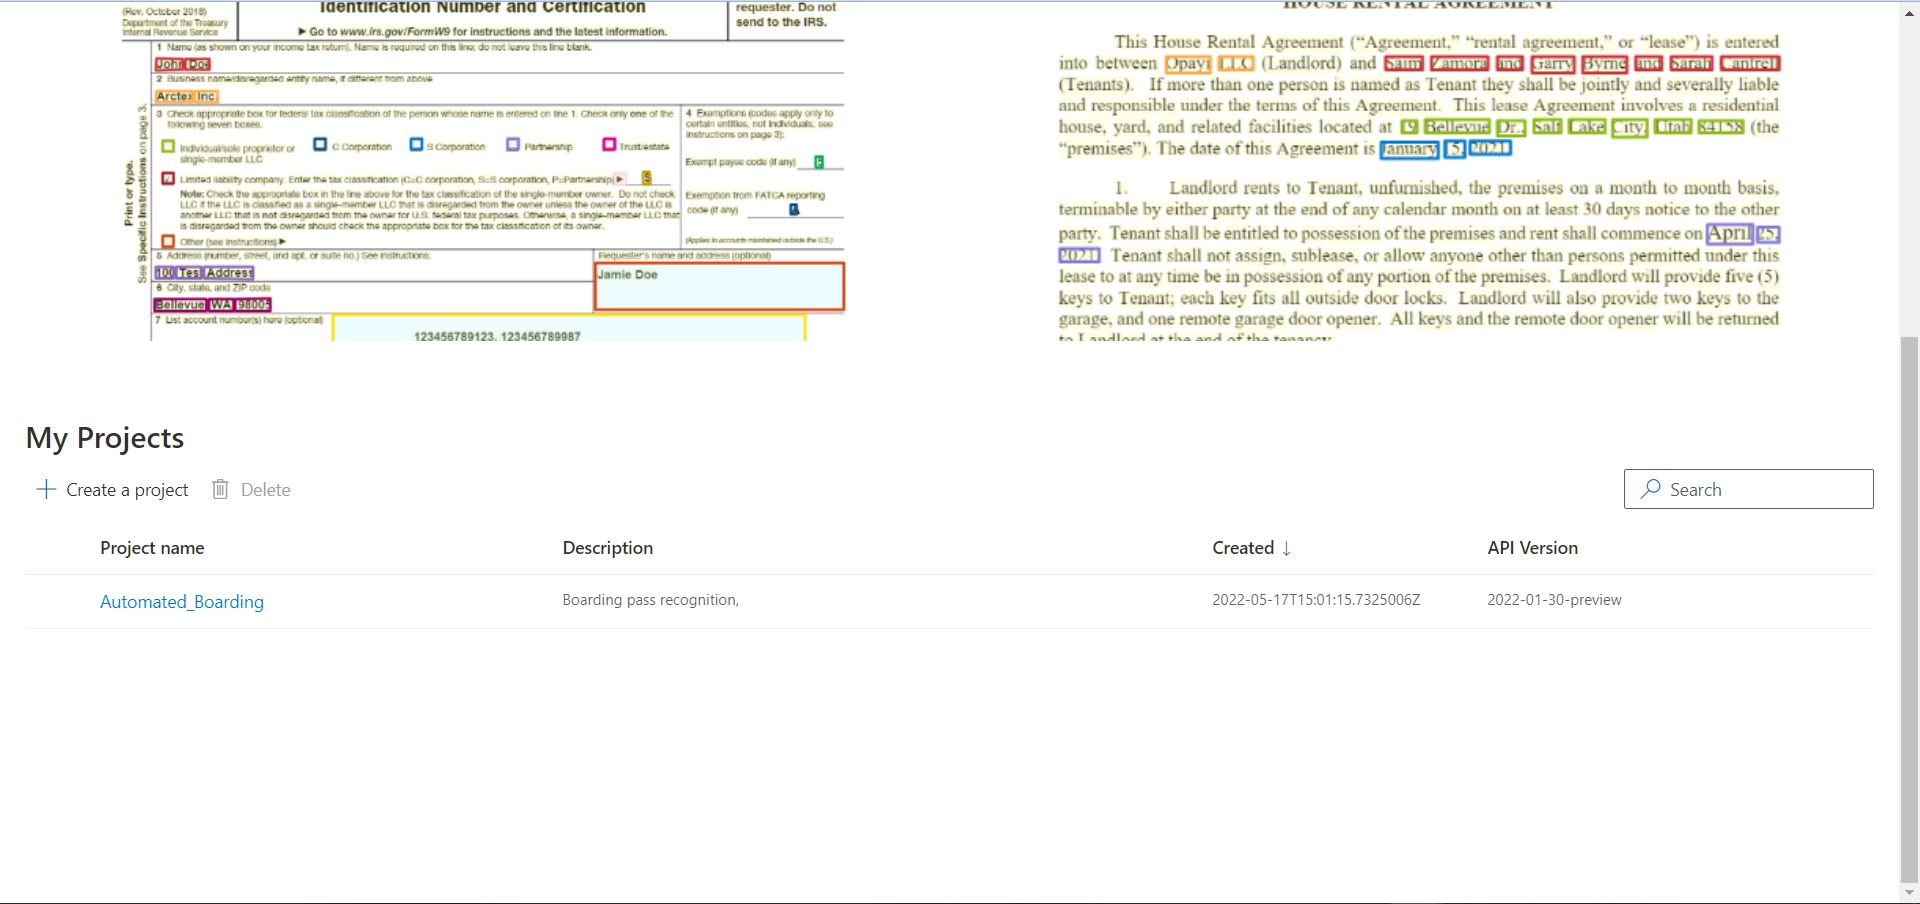 (Rev. October 2018)
Department of the Treasury
Internal Revenue Service
Identification Number and Certification
► Go to www.irs.gov/FormW9 for instructions and the latest information.
requester. Do not
send to the IRS.
Print or type.
See Specific Instructions on page 3.
1 Name (as shown on your income tax return). Name is required on this line; do not leave this line blank.
John Doe
2 Business name/disregarded entity name, if different from above
Arctex Inc
3 Check appropriate box for federal tax classification of the person whose name is entered on line 1. Check only one of the
following seven boxes.
Individual/sole proprietor or
single-member LLC
C Corporation
S Corporation
Partnership
Trust/estate
Limited liability company. Enter the tax classification (C=C corporation, S=S corporation, P=Partnership) ► S
Note: Check the appropriate box in the line above for the tax classification of the single-member owner. Do not check
LLC if the LLC is classified as a single-member LLC that is disregarded from the owner unless the owner of the LLC is
another LLC that is not disregarded from the owner for U.S. federal tax purposes. Otherwise, a single-member LLC that
is disregarded from the owner should check the appropriate box for the tax classification of its owner.
Other (see instructions) ►
4 Exemptions (codes apply only to
certain entities, not individuals; see
instructions on page 3):
Exempt payee code (if any)
Exemption from FATCA reporting
code (if any)
(Applies to accounts maintained outside the U.S.)
5 Address (number, street, and apt. or suite no.) See instructions.
100 Tes Address
Requester's name and address (optional)
Jamie Doe
6 City, state, and ZIP code
Bellevue WA
7 List account number(s) here (optional)
123456789123, 123456789987
HOUSE RENTAL AGREEMENT
This House Rental Agreement (“Agreement,” “rental agreement,” or “lease”) is entered
into between Opayi LLC (Landlord) and Saim Zamora and Garry Byrne and Sarah Cantrell
(Tenants). If more than one person is named as Tenant they shall be jointly and severally liable
and responsible under the terms of this Agreement. This lease Agreement involves a residential
house, yard, and related facilities located at 19 Bellevue Dr., Salt Lake City, Utah 84158 (the
“premises”). The date of this Agreement is January 15, 2021
1. Landlord rents to Tenant, unfurnished, the premises on a month to month basis,
terminable by either party at the end of any calendar month on at least 30 days notice to the other
party. Tenant shall be entitled to possession of the premises and rent shall commence on April 25,
2021 Tenant shall not assign, sublease, or allow anyone other than persons permitted under this
lease to at any time be in possession of any portion of the premises. Landlord will provide five (5)
keys to Tenant; each key fits all outside door locks. Landlord will also provide two keys to the
garage, and one remote garage door opener. All keys and the remote door opener will be returned
to Landlord at the end of the tenancy.
My Projects
Create a project Delete
Search
Project name Description Created ↓ API Version
Automated_Boarding Boarding pass recognition, 2022-05-17T15:01:15.7325006Z 2022-01-30-preview